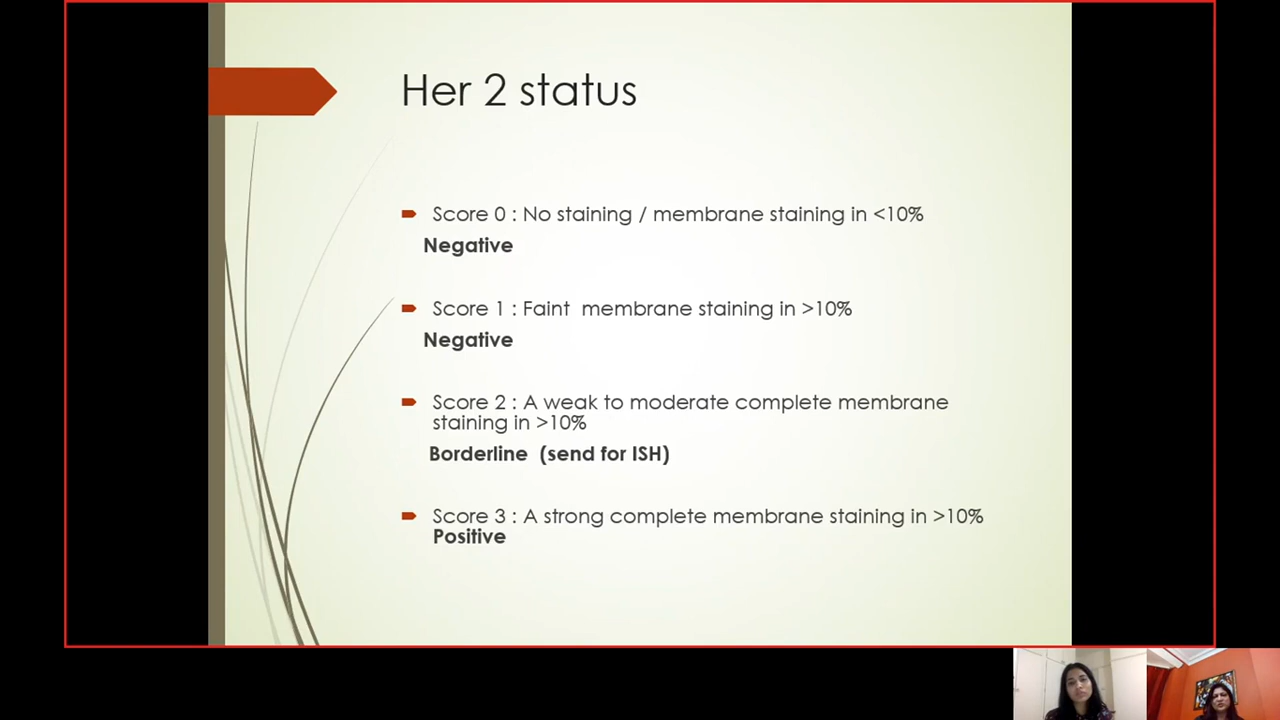 Her 2 status
Score 0 : No staining / membrane staining in <10%
Negative
Score 1 : Faint  membrane staining in >10%
Negative
Score 2 : A weak to moderate complete membrane
staining in >10%
Borderline  (send for ISH)
Score 3 : A strong complete membrane staining in >10%
Positive